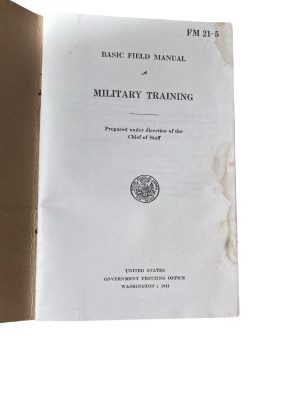 FM 21-5
BASIC FIELD MANUAL
MILITARY TRAINING
Prepared under direction of the
Chief of Staff
UNITED STATES
GOVERNMENT PRINTING OFFICE
WASHINGTON : 1941